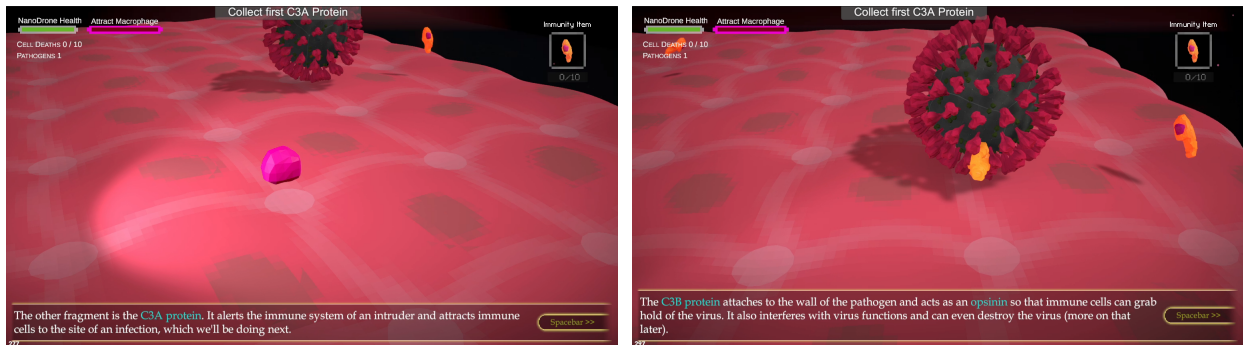 Collect first C3A Protein
NanoDrone Health
Attract Macrophage
Cell Deaths 0 / 10
Pathogens 1
Immunity Item
0/10
The other fragment is the C3A protein. It alerts the immune system of an intruder and attracts immune
cells to the site of an infection, which we'll be doing next.
Spacebar >>
277
Collect first C3A Protein
NanoDrone Health
Attract Macrophage
Cell Deaths 0 / 10
Pathogens 1
Immunity Item
0/10
The C3B protein attaches to the wall of the pathogen and acts as an opsinin so that immune cells can grab
hold of the virus. It also interferes with virus functions and can even destroy the virus (more on that
later).
Spacebar >>
297